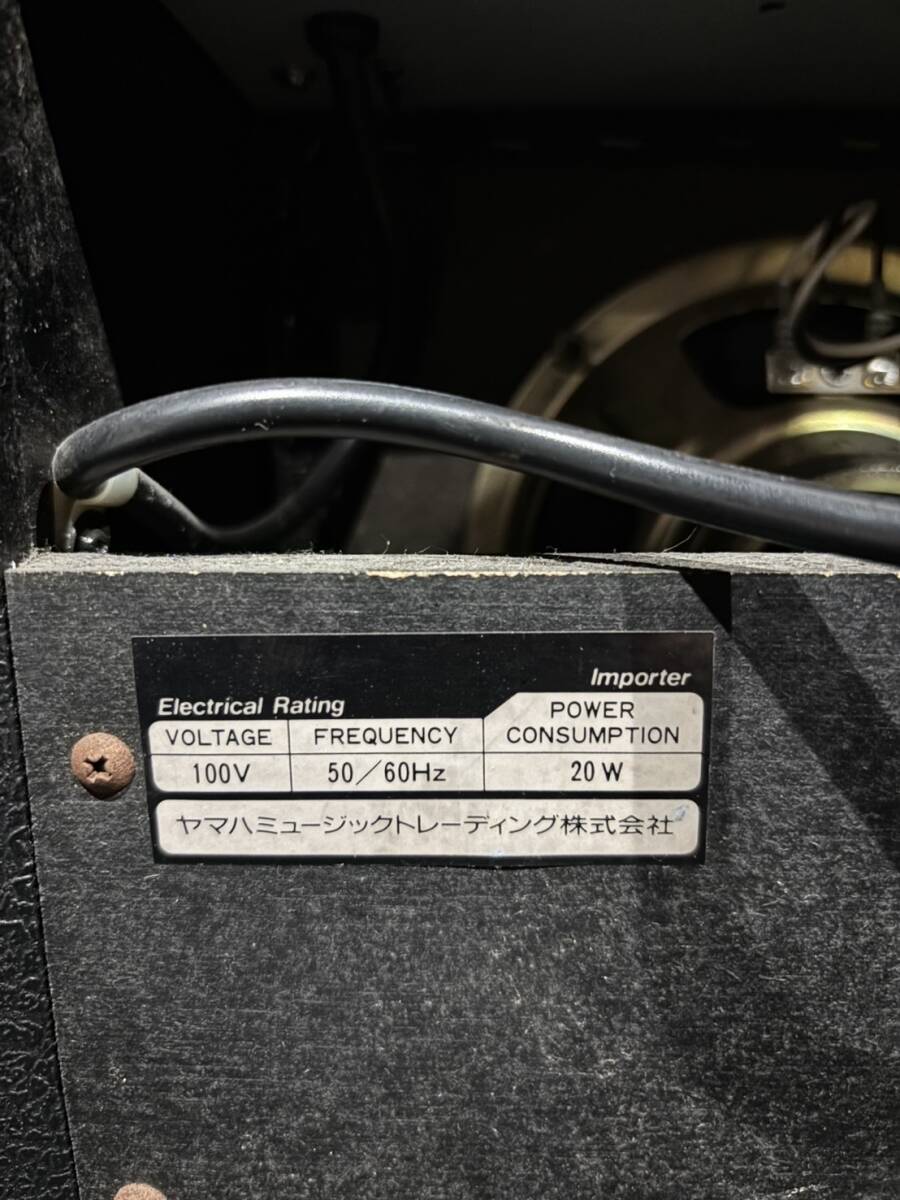 Importer
Electrical Rating
VOLTAGE FREQUENCY POWER CONSUMPTION
100V 50/60Hz 20W
ヤマハミュージックトレーディング株式会社